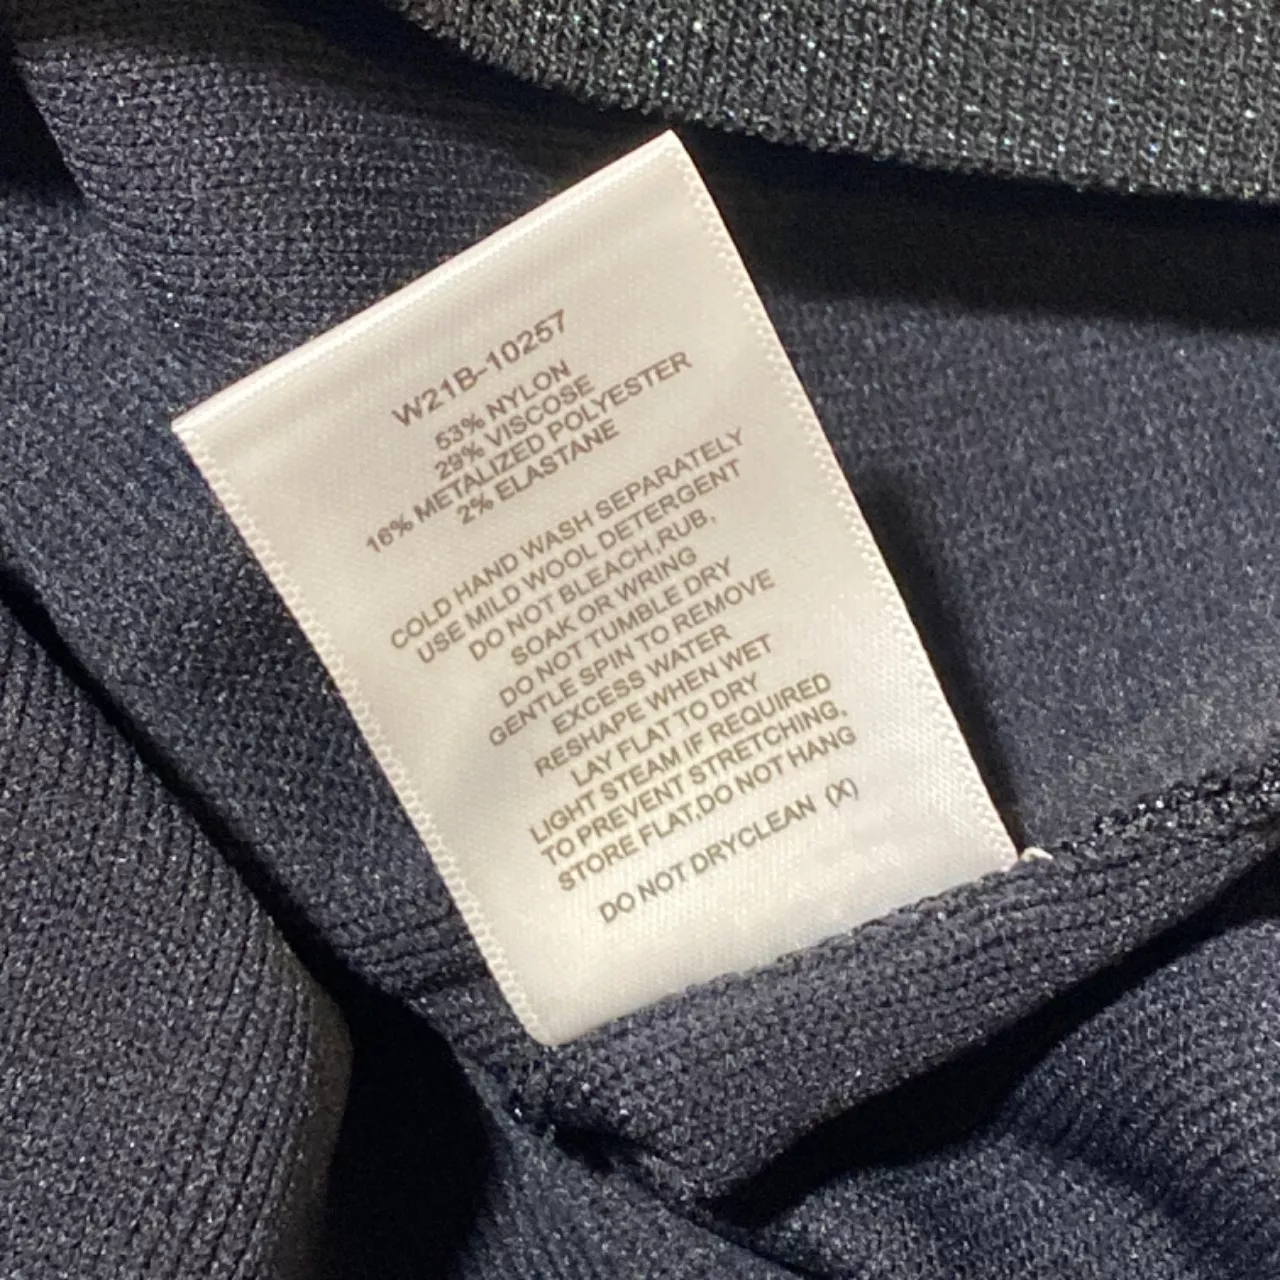 W21B-10257
53% NYLON
29% VISCOSE
16% METALIZED POLYESTER
2% ELASTANE
COLD HAND WASH SEPARATELY
USE MILD WOOL DETERGENT
DO NOT BLEACH,RUB,
SOAK OR WRING
DO NOT TUMBLE DRY
GENTLE SPIN TO REMOVE
EXCESS WATER
RESHAPE WHEN WET
LAY FLAT TO DRY
LIGHT STEAM IF REQUIRED
TO PREVENT STRETCHING,
STORE FLAT,DO NOT HANG
DO NOT DRYCLEAN (X)